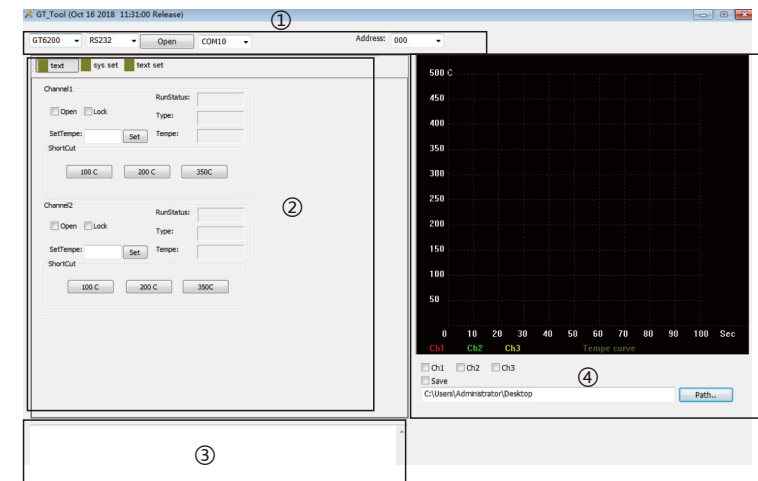 GT_Tool (Oct 16 2018 11:31:00 Release)
①
GT6200 RS232 Open COM10 Address: 000
text sys set text set
Channel1
RunStatus:
Open Lock Type:
SetTempe: Set Tempe:
ShortCut
100 C 200 C 350C
②
Channel2
RunStatus:
Open Lock Type:
SetTempe: Set Tempe:
ShortCut
100 C 200 C 350C
③
500 C
450
400
350
300
250
200
150
100
50
0 10 20 30 40 50 60 70 80 90 100 Sec
Ch1 Ch2 Ch3 Tempe curve
Ch1 Ch2 Ch3
④
Save
C:\Users\Administrator\Desktop Path..